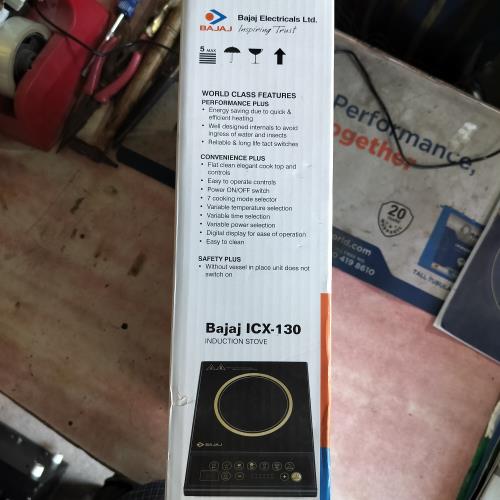 BAJAJ
Bajaj Electricals Ltd.
Inspiring Trust
5 MAX
WORLD CLASS FEATURES
PERFORMANCE PLUS
• Energy saving due to quick &
efficient heating
• Well designed internals to avoid
ingress of water and insects
• Reliable & long life tact switches
CONVENIENCE PLUS
• Flat clean elegant cook top and
controls
• Easy to operate controls
• Power ON/OFF switch
• 7 cooking mode selector
• Variable temperature selection
• Variable time selection
• Variable power selection
• Digital display for ease of operation
• Easy to clean
SAFETY PLUS
• Without vessel in place unit does not
switch on
Bajaj ICX-130
INDUCTION STOVE
BAJAJ
Performance,
ogether
20
orld.com
419 8610
TALL TUBULA